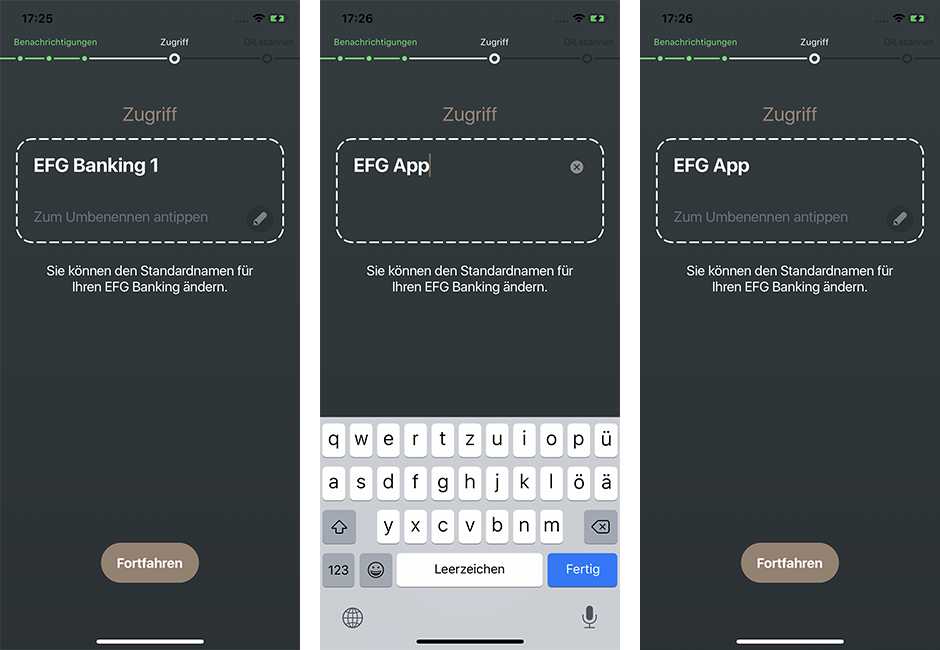 17:25
Benachrichtigungen Zugriff QR scannen
Zugriff
EFG Banking 1
Zum Umbenennen antippen
Sie können den Standardnamen für
Ihren EFG Banking ändern.
Fortfahren
17:26
Benachrichtigungen Zugriff QR scannen
Zugriff
EFG App
Sie können den Standardnamen für
Ihren EFG Banking ändern.
q w e r t z u i o p ü
a s d f g h j k l ö ä
y x c v b n m
123 Leerzeichen Fertig
17:26
Benachrichtigungen Zugriff QR scannen
Zugriff
EFG App
Zum Umbenennen antippen
Sie können den Standardnamen für
Ihren EFG Banking ändern.
Fortfahren